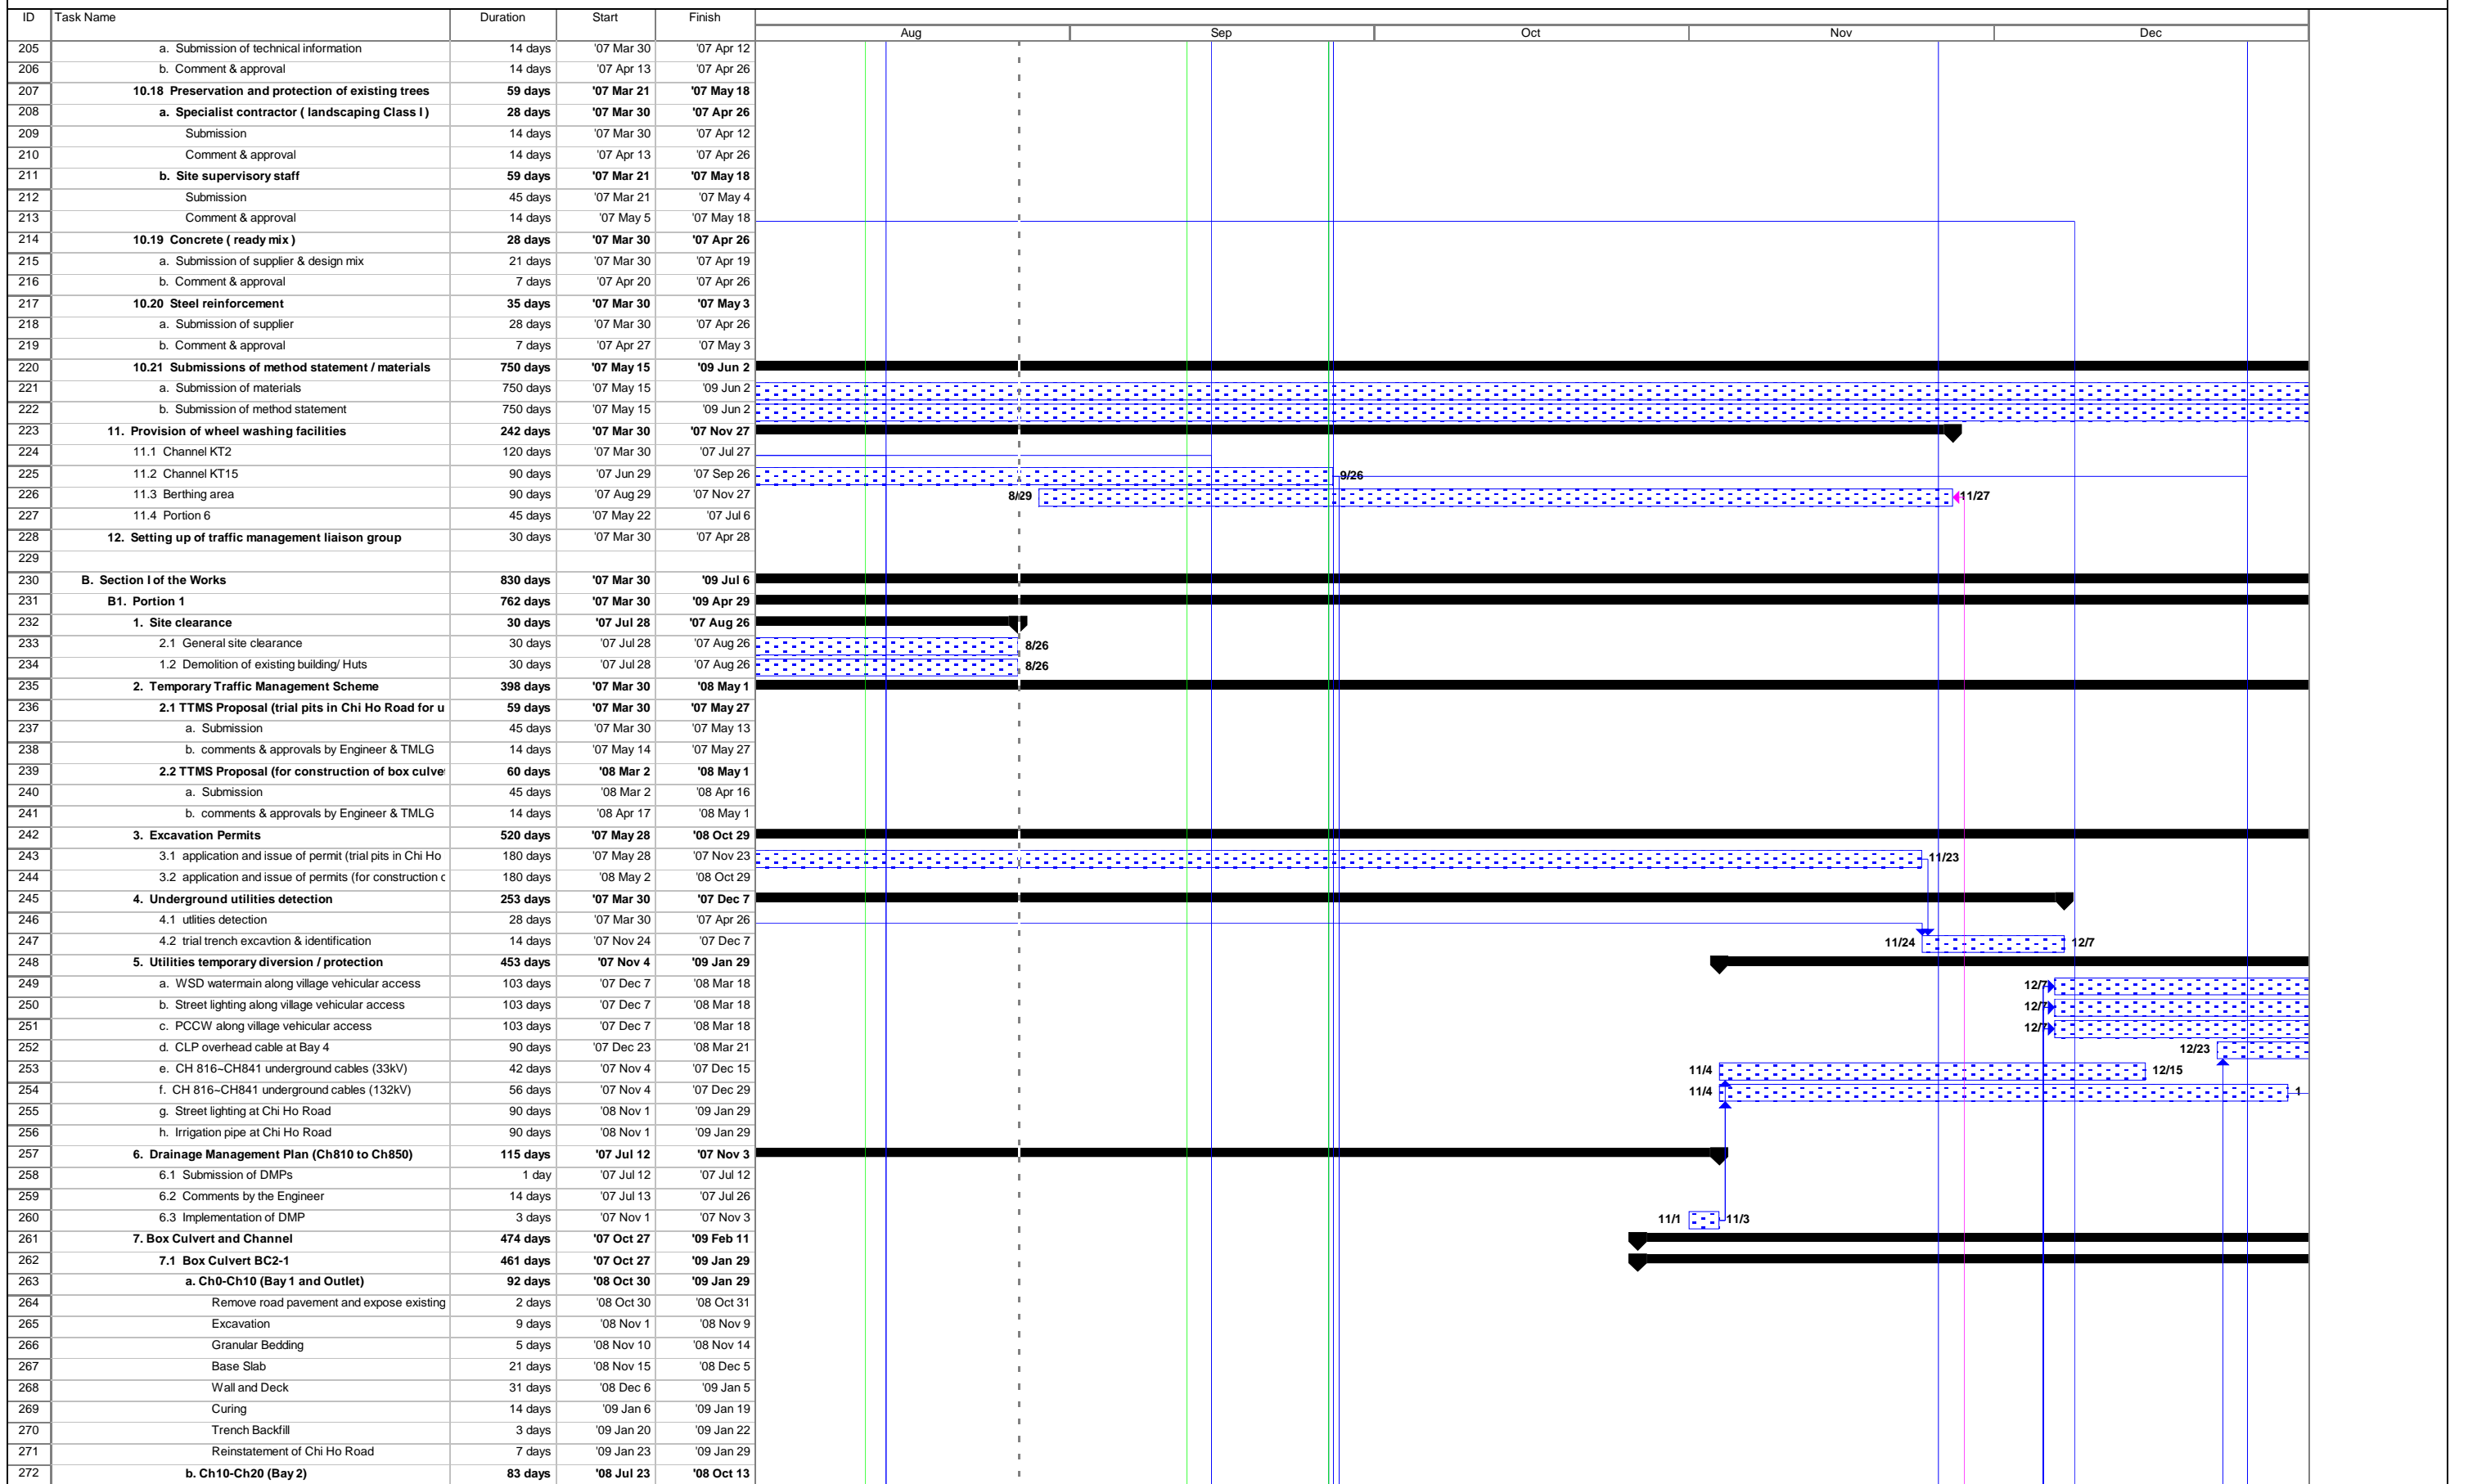 ID Task Name Duration Start Finish
Aug Sep Oct Nov Dec
205 a. Submission of technical information 14 days '07 Mar 30 '07 Apr 12
206 b. Comment & approval 14 days '07 Apr 13 '07 Apr 26
207 10.18 Preservation and protection of existing trees 59 days '07 Mar 21 '07 May 18
208 a. Specialist contractor ( landscaping Class I ) 28 days '07 Mar 30 '07 Apr 26
209 Submission 14 days '07 Mar 30 '07 Apr 12
210 Comment & approval 14 days '07 Apr 13 '07 Apr 26
211 b. Site supervisory staff 59 days '07 Mar 21 '07 May 18
212 Submission 45 days '07 Mar 21 '07 May 4
213 Comment & approval 14 days '07 May 5 '07 May 18
214 10.19 Concrete ( ready mix ) 28 days '07 Mar 30 '07 Apr 26
215 a. Submission of supplier & design mix 21 days '07 Mar 30 '07 Apr 19
216 b. Comment & approval 7 days '07 Apr 20 '07 Apr 26
217 10.20 Steel reinforcement 35 days '07 Mar 30 '07 May 3
218 a. Submission of supplier 28 days '07 Mar 30 '07 Apr 26
219 b. Comment & approval 7 days '07 Apr 27 '07 May 3
220 10.21 Submissions of method statement / materials 750 days '07 May 15 '09 Jun 2
221 a. Submission of materials 750 days '07 May 15 '09 Jun 2
222 b. Submission of method statement 750 days '07 May 15 '09 Jun 2
223 11. Provision of wheel washing facilities 242 days '07 Mar 30 '07 Nov 27
224 11.1 Channel KT2 120 days '07 Mar 30 '07 Jul 27
225 11.2 Channel KT15 90 days '07 Jun 29 '07 Sep 26 9/26
226 11.3 Berthing area 90 days '07 Aug 29 '07 Nov 27 8/29 11/27
227 11.4 Portion 6 45 days '07 May 22 '07 Jul 6
228 12. Setting up of traffic management liaison group 30 days '07 Mar 30 '07 Apr 28
229
230 B. Section I of the Works 830 days '07 Mar 30 '09 Jul 6
231 B1. Portion 1 762 days '07 Mar 30 '09 Apr 29
232 1. Site clearance 30 days '07 Jul 28 '07 Aug 26
233 2.1 General site clearance 30 days '07 Jul 28 '07 Aug 26 8/26
234 1.2 Demolition of existing building/ Huts 30 days '07 Jul 28 '07 Aug 26 8/26
235 2. Temporary Traffic Management Scheme 398 days '07 Mar 30 '08 May 1
236 2.1 TTMS Proposal (trial pits in Chi Ho Road for u 59 days '07 Mar 30 '07 May 27
237 a. Submission 45 days '07 Mar 30 '07 May 13
238 b. comments & approvals by Engineer & TMLG 14 days '07 May 14 '07 May 27
239 2.2 TTMS Proposal (for construction of box culve 60 days '08 Mar 2 '08 May 1
240 a. Submission 45 days '08 Mar 2 '08 Apr 16
241 b. comments & approvals by Engineer & TMLG 14 days '08 Apr 17 '08 May 1
242 3. Excavation Permits 520 days '07 May 28 '08 Oct 29
243 3.1 application and issue of permit (trial pits in Chi Ho 180 days '07 May 28 '07 Nov 23 11/23
244 3.2 application and issue of permits (for construction c 180 days '08 May 2 '08 Oct 29
245 4. Underground utilities detection 253 days '07 Mar 30 '07 Dec 7
246 4.1 utlities detection 28 days '07 Mar 30 '07 Apr 26
247 4.2 trial trench excavtion & identification 14 days '07 Nov 24 '07 Dec 7 11/24 12/7
248 5. Utilities temporary diversion / protection 453 days '07 Nov 4 '09 Jan 29
249 a. WSD watermain along village vehicular access 103 days '07 Dec 7 '08 Mar 18 12/7
250 b. Street lighting along village vehicular access 103 days '07 Dec 7 '08 Mar 18 12/7
251 c. PCCW along village vehicular access 103 days '07 Dec 7 '08 Mar 18 12/7
252 d. CLP overhead cable at Bay 4 90 days '07 Dec 23 '08 Mar 21 12/23
253 e. CH 816~CH841 underground cables (33kV) 42 days '07 Nov 4 '07 Dec 15 11/4 12/15
254 f. CH 816~CH841 underground cables (132kV) 56 days '07 Nov 4 '07 Dec 29 11/4 1
255 g. Street lighting at Chi Ho Road 90 days '08 Nov 1 '09 Jan 29
256 h. Irrigation pipe at Chi Ho Road 90 days '08 Nov 1 '09 Jan 29
257 6. Drainage Management Plan (Ch810 to Ch850) 115 days '07 Jul 12 '07 Nov 3
258 6.1 Submission of DMPs 1 day '07 Jul 12 '07 Jul 12
259 6.2 Comments by the Engineer 14 days '07 Jul 13 '07 Jul 26
260 6.3 Implementation of DMP 3 days '07 Nov 1 '07 Nov 3 11/1 11/3
261 7. Box Culvert and Channel 474 days '07 Oct 27 '09 Feb 11
262 7.1 Box Culvert BC2-1 461 days '07 Oct 27 '09 Jan 29
263 a. Ch0-Ch10 (Bay 1 and Outlet) 92 days '08 Oct 30 '09 Jan 29
264 Remove road pavement and expose existing 2 days '08 Oct 30 '08 Oct 31
265 Excavation 9 days '08 Nov 1 '08 Nov 9
266 Granular Bedding 5 days '08 Nov 10 '08 Nov 14
267 Base Slab 21 days '08 Nov 15 '08 Dec 5
268 Wall and Deck 31 days '08 Dec 6 '09 Jan 5
269 Curing 14 days '09 Jan 6 '09 Jan 19
270 Trench Backfill 3 days '09 Jan 20 '09 Jan 22
271 Reinstatement of Chi Ho Road 7 days '09 Jan 23 '09 Jan 29
272 b. Ch10-Ch20 (Bay 2) 83 days '08 Jul 23 '08 Oct 13